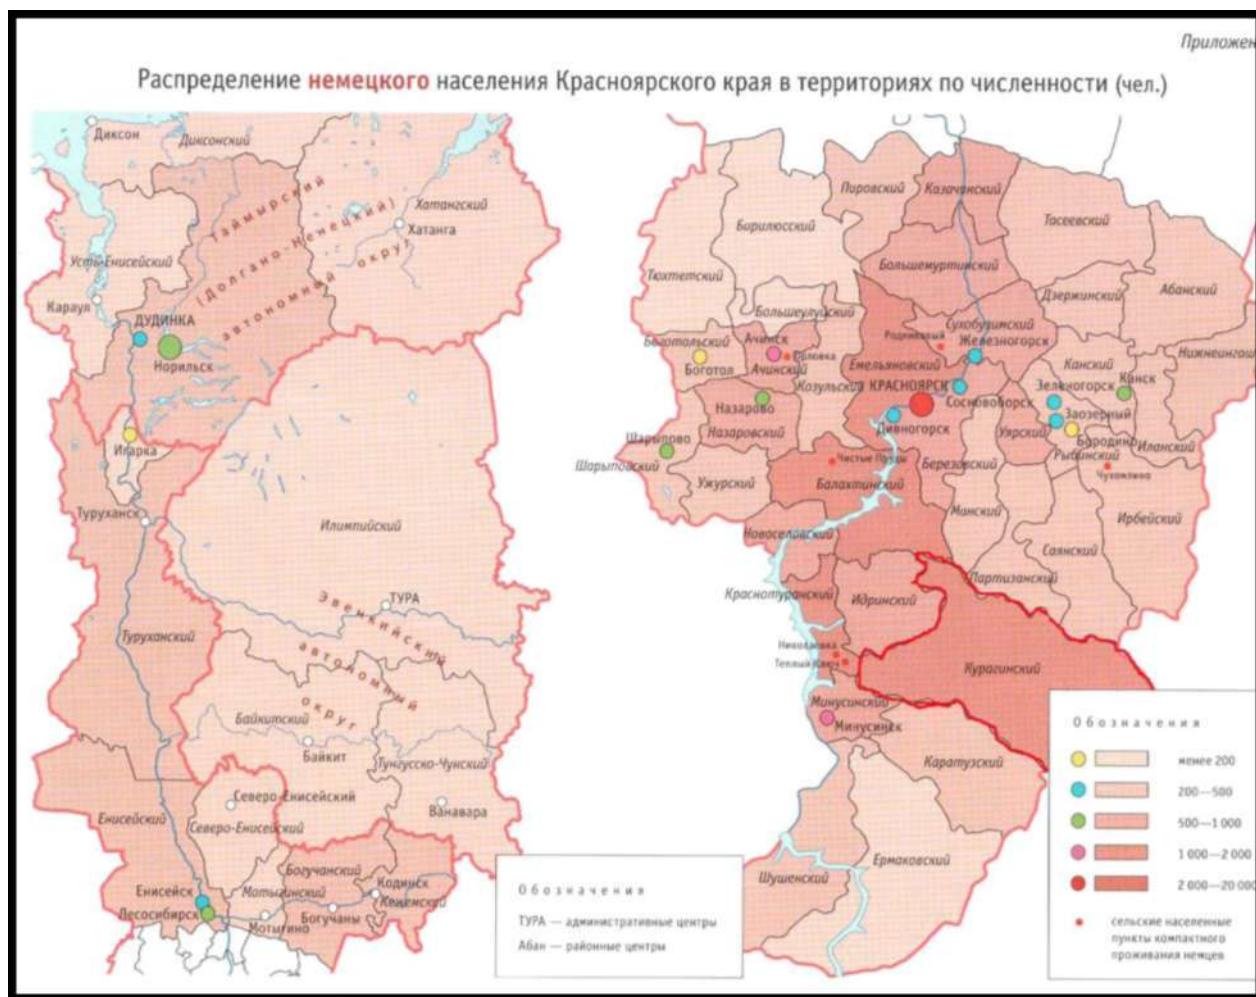 Приложен
Распределение немецкого населения Красноярского края в территориях по численности (чел.)
Диксон
Диксонский
Таймырский
(Долгано-Ненецкий)
автономный округ
Хатангский
Хатанга
Усть-Енисейский
Караул
ДУДИНКА
Норильск
Игарка
Туруханск
Илимпийский
ТУРА
Эвенкийский
автономный
округ
Туруханский
Байкитский
Байкит
Тунгусско-Чунский
Ванавара
Северо-Енисейский
Северо-Енисейский
Енисейский
Енисейск
Лесосибирск
Мотыгинский
Мотыгино
Богучанский
Богучаны
Кодинск
Кежемский
Обозначения
ТУРА — административные центры
Абан — районные центры
Пировский
Казачинский
Тасеевский
Бирилюсский
Тюхтетский
Большемуртинский
Дзержинский
Абанский
Большеулуйский
Сухобузимский
Боготольский
Боготол
Ачинск
Ачинский
Козульский
Емельяновский
Железногорск
КРАСНОЯРСК
Сосновоборск
Дивногорск
Канский
Канск
Зеленогорск
Заозерный
Бородино
Нижнеингаш
Иланский
Рыбинский
Уярский
Назарово
Назаровский
Шарыпово
Шарыповский
Ужурский
Чистые Пруды
Балахтинский
Березовский
Манский
Ирбейский
Саянский
Партизанский
Новоселовский
Краснотуранский
Идринский
Николаевка
Теплый Ключ
Курагинский
Минусинский
Минусинск
Каратузский
Ермаковский
Шушенский
Обозначения
менее 200
200—500
500—1 000
1 000—2 000
2 000—20 000
сельские населенные
пункты компактного
проживания немцев